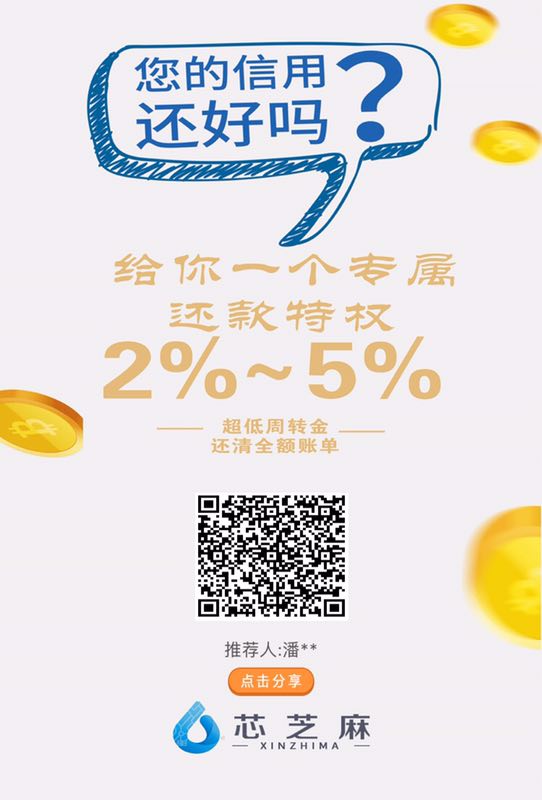 您的信用
还好吗?
给你一个专属
还款特权
2%~5%
超低周转金
还清全额账单
推荐人:潘**
点击分享
芯芝麻
XINZHIMA